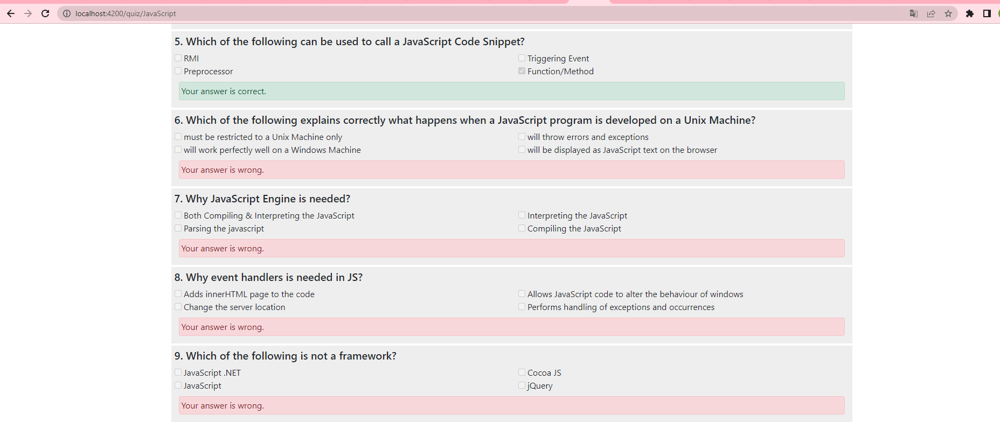 localhost:4200/quiz/JavaScript
5. Which of the following can be used to call a JavaScript Code Snippet?
RMI Triggering Event
Preprocessor Function/Method
Your answer is correct.
6. Which of the following explains correctly what happens when a JavaScript program is developed on a Unix Machine?
must be restricted to a Unix Machine only will throw errors and exceptions
will work perfectly well on a Windows Machine will be displayed as JavaScript text on the browser
Your answer is wrong.
7. Why JavaScript Engine is needed?
Both Compiling & Interpreting the JavaScript Interpreting the JavaScript
Parsing the javascript Compiling the JavaScript
Your answer is wrong.
8. Why event handlers is needed in JS?
Adds innerHTML page to the code Allows JavaScript code to alter the behaviour of windows
Change the server location Performs handling of exceptions and occurrences
Your answer is wrong.
9. Which of the following is not a framework?
JavaScript .NET Cocoa JS
JavaScript jQuery
Your answer is wrong.